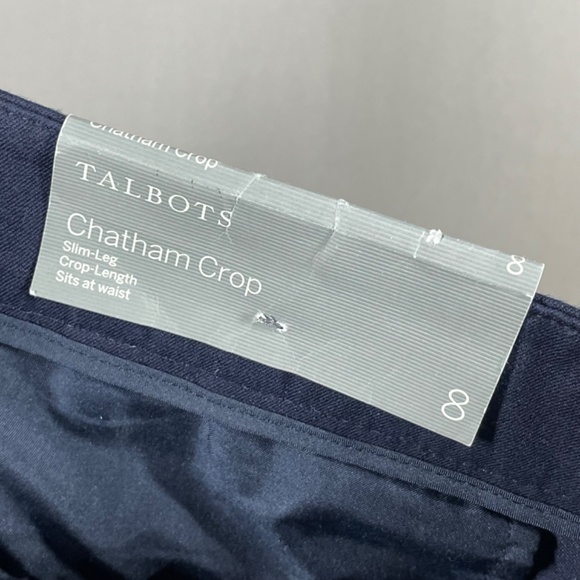 Chatham Crop
8
TALBOTS
Chatham Crop
Slim-Leg
Crop-Length
Sits at waist
8